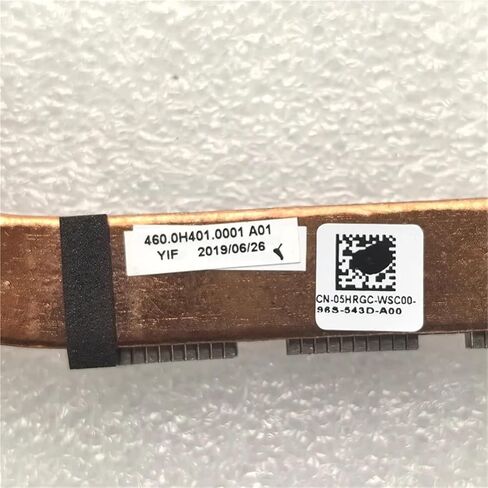 460.0H401.0001 A01
YIF 2019/06/26
CN-05HRGC-WSC00-
96S-543D-A00